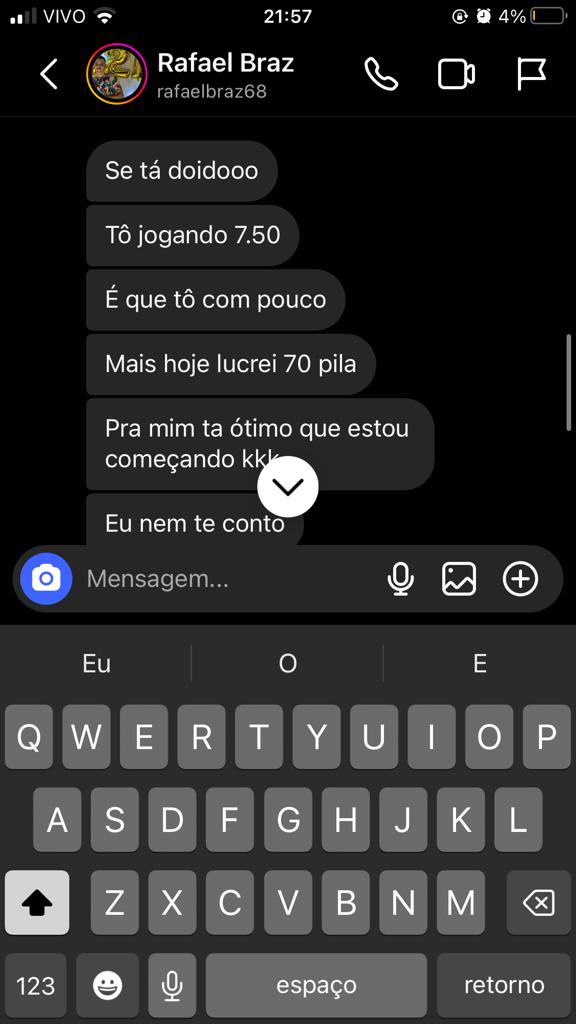 VIVO
21:57
4%
Rafael Braz
rafaelbraz68
Se tá doidooo
Tô jogando 7.50
É que tô com pouco
Mais hoje lucrei 70 pila
Pra mim ta ótimo que estou
começando kkk
Eu nem te conto
Mensagem...
Eu O E
Q W E R T Y U I O P
A S D F G H J K L
Z X C V B N M
123 espaço retorno